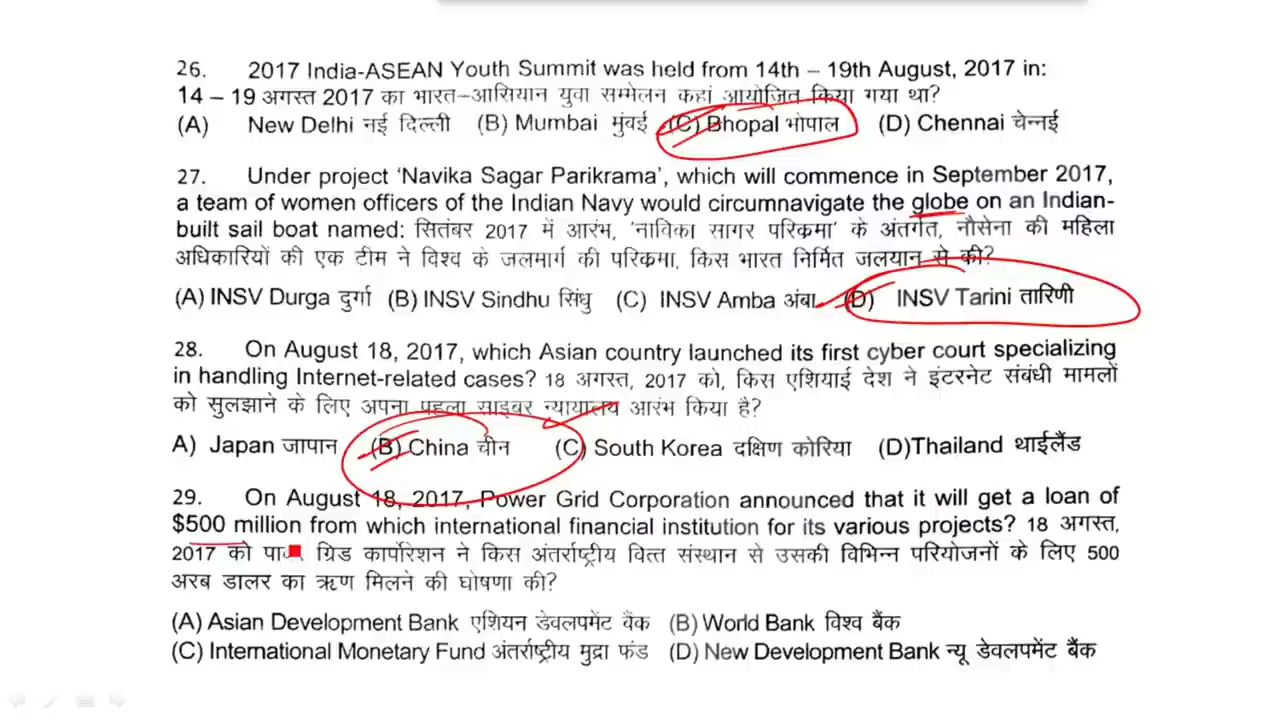 26. 2017 India-ASEAN Youth Summit was held from 14th – 19th August, 2017 in:
14 – 19 अगस्त 2017 का भारत–आसियान युवा सम्मेलन कहां आयोजित किया गया था?
(A) New Delhi नई दिल्ली (B) Mumbai मुंबई (C) Bhopal भोपाल (D) Chennai चेन्नई
27. Under project ‘Navika Sagar Parikrama’, which will commence in September 2017,
a team of women officers of the Indian Navy would circumnavigate the globe on an Indian-
built sail boat named: सितंबर 2017 में आरंभ, ‘नाविका सागर परिक्रमा’ के अंतर्गत, नौसेना की महिला
अधिकारियों की एक टीम ने विश्व के जलमार्ग की परिक्रमा, किस भारत निर्मित जलयान से की?
(A) INSV Durga दुर्गा (B) INSV Sindhu सिंधु (C) INSV Amba अंबा (D) INSV Tarini तारिणी
28. On August 18, 2017, which Asian country launched its first cyber court specializing
in handling Internet-related cases? 18 अगस्त, 2017 को, किस एशियाई देश ने इंटरनेट संबंधी मामलों
को सुलझाने के लिए अपना पहला साइबर न्यायालय आरंभ किया है?
A) Japan जापान (B) China चीन (C) South Korea दक्षिण कोरिया (D)Thailand थाईलैंड
29. On August 18, 2017, Power Grid Corporation announced that it will get a loan of
$500 million from which international financial institution for its various projects? 18 अगस्त,
2017 को ग्रिड कार्पोरेशन ने किस अंतर्राष्ट्रीय वित्त संस्थान से उसकी विभिन्न परियोजनों के लिए 500
अरब डालर का ऋण मिलने की घोषणा की?
(A) Asian Development Bank एशियन डेवलपमेंट बैंक (B) World Bank विश्व बैंक
(C) International Monetary Fund अंतर्राष्ट्रीय मुद्रा फंड (D) New Development Bank न्यू डेवलपमेंट बैंक